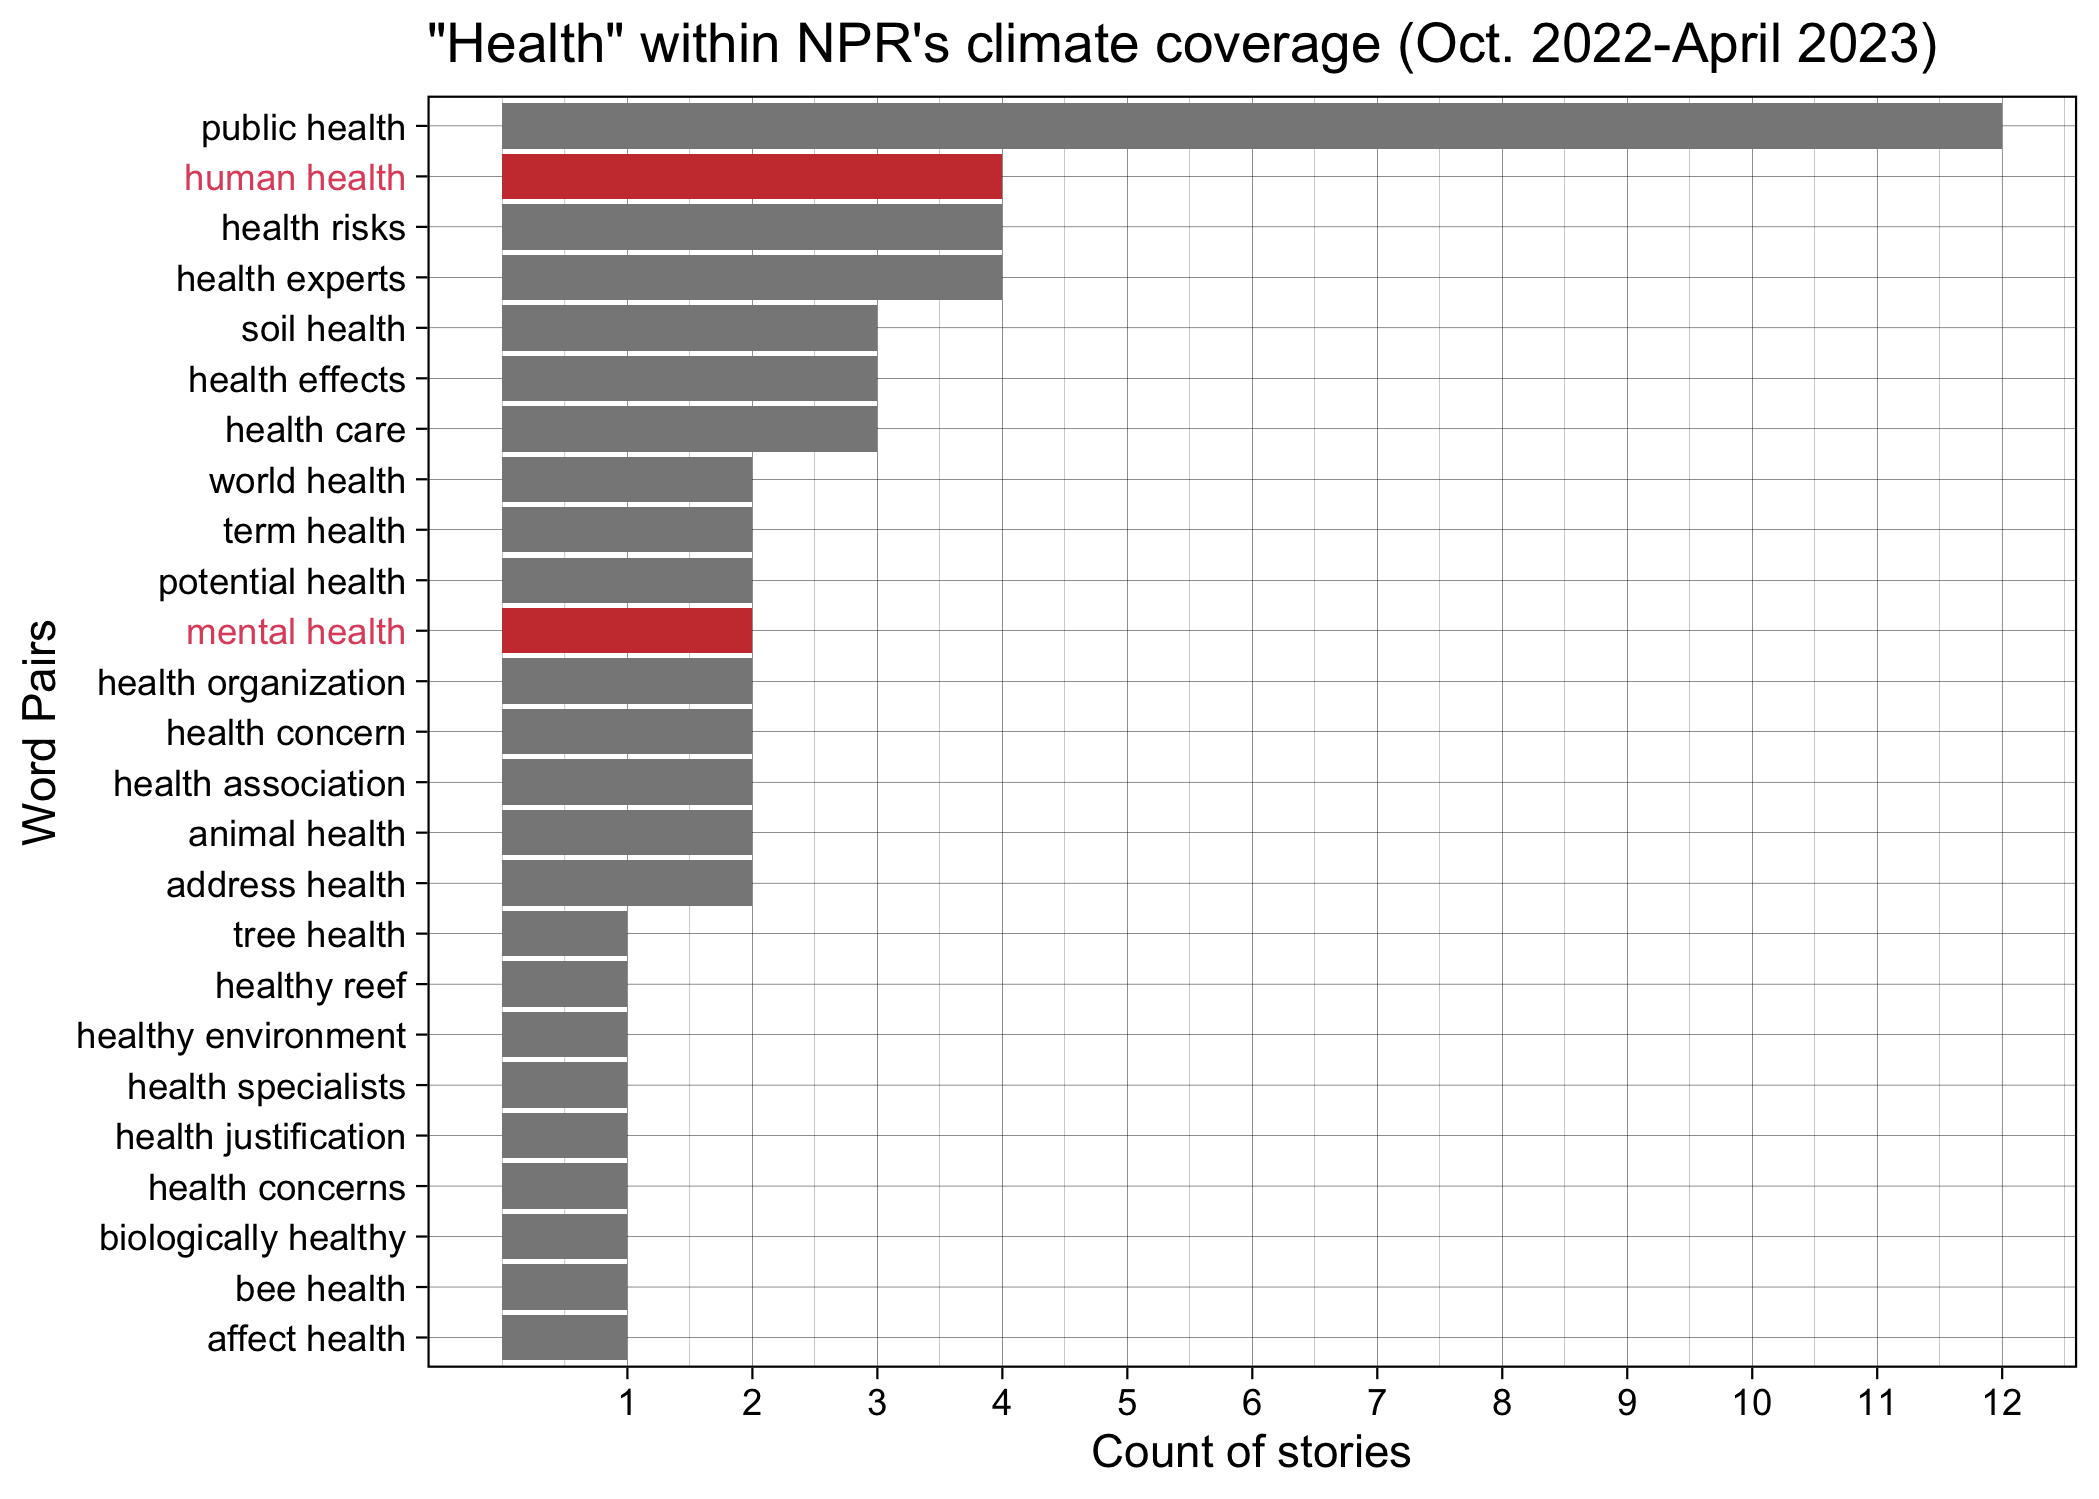 "Health" within NPR's climate coverage (Oct. 2022-April 2023)
public health
human health
health risks
health experts
soil health
health effects
health care
world health
term health
potential health
mental health
health organization
health concern
health association
animal health
address health
tree health
healthy reef
healthy environment
health specialists
health justification
health concerns
biologically healthy
bee health
affect health
Word Pairs
1 2 3 4 5 6 7 8 9 10 11 12
Count of stories